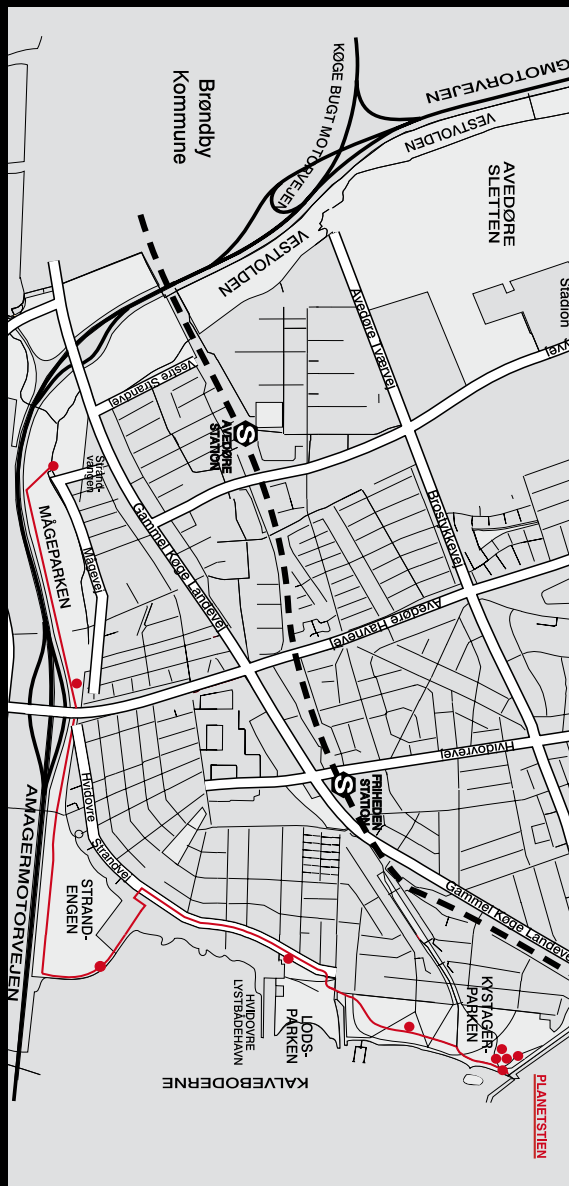 Brøndby
Kommune
KØGE BUGT MOTORVEJEN
GMOTORVEJEN
VESTVOLDEN
AVEDØRE
SLETTEN
VESTVOLDEN
Stadion
Avedøre Tværvej
vej
Vestre Strandvej
S
AVEDØRE
STATION
Strand-
vangen
Mågevej
MÅGEPARKEN
Gammel Køge Landevej
Brostykkevej
Avedøre Havnevej
Hvidovrevej
S
FRIHEDEN
STATION
Hvidovre
Strandvej
AMAGERMOTORVEJEN
STRAND-
ENGEN
Gammel Køge Landevej
KYSTAGER-
PARKEN
LODS-
PARKEN
HVIDOVRE
LYSTBÅDEHAVN
KALVEBODERNE
PLANETSTIEN